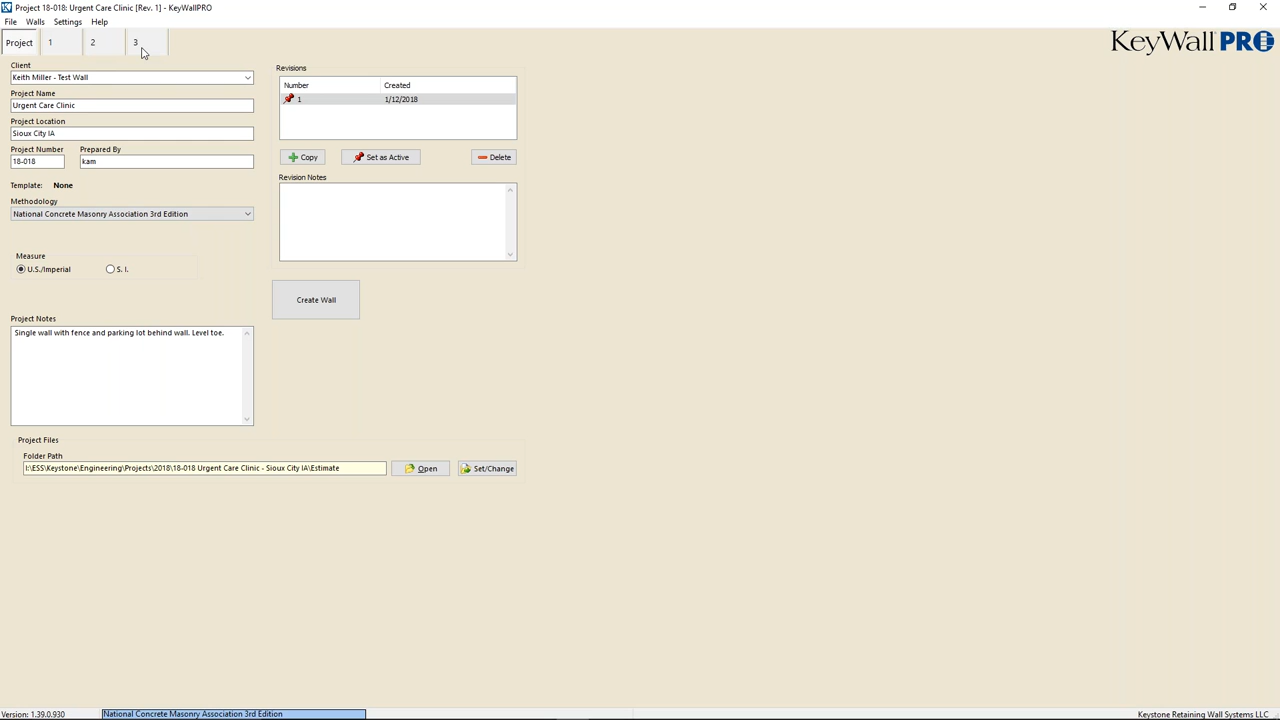 Project 18-018: Urgent Care Clinic [Rev. 1] - KeyWallPRO
File Walls Settings Help
Project 1 2 3
KeyWall PRO
Client
Keith Miller - Test Wall
Project Name
Urgent Care Clinic
Project Location
Sioux City IA
Project Number Prepared By
18-018 kam
Template: None
Methodology
National Concrete Masonry Association 3rd Edition
Measure
U.S./Imperial S. I.
Project Notes
Single wall with fence and parking lot behind wall. Level toe.
Revisions
Number Created
1 1/12/2018
Copy Set as Active Delete
Revision Notes
Create Wall
Project Files
Folder Path
I:\ESS\Keystone\Engineering\Projects\2018\18-018 Urgent Care Clinic - Sioux City IA\Estimate
Open Set/Change
Version: 1.39.0.930 National Concrete Masonry Association 3rd Edition Keystone Retaining Wall Systems LLC